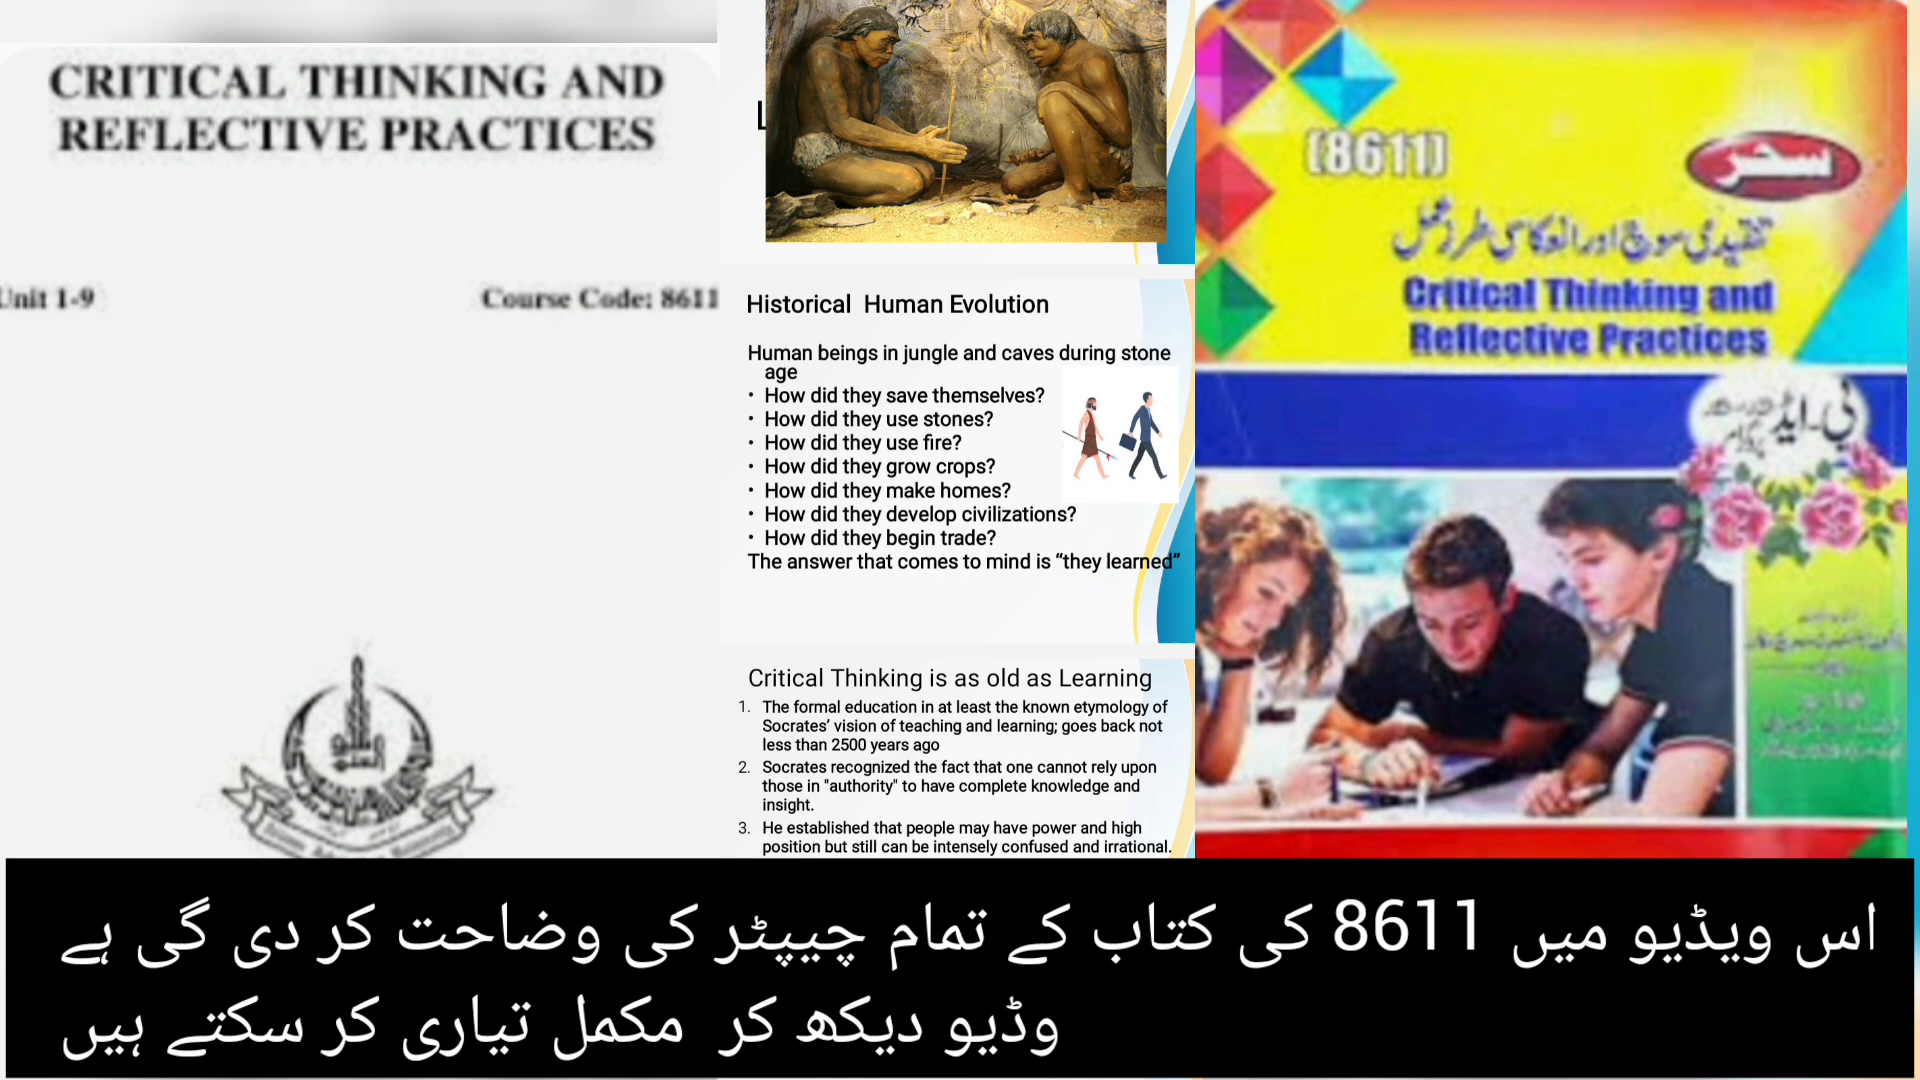 CRITICAL THINKING AND
REFLECTIVE PRACTICES
Unit 1-9
Course Code: 8611
L
Historical  Human Evolution
Human beings in jungle and caves during stone
age
• How did they save themselves?
• How did they use stones?
• How did they use fire?
• How did they grow crops?
• How did they make homes?
• How did they develop civilizations?
• How did they begin trade?
The answer that comes to mind is “they learned”
Critical Thinking is as old as Learning
1. The formal education in at least the known etymology of
Socrates’ vision of teaching and learning; goes back not
less than 2500 years ago
2. Socrates recognized the fact that one cannot rely upon
those in "authority" to have complete knowledge and
insight.
3. He established that people may have power and high
position but still can be intensely confused and irrational.
(8611)
سحر
تنقیدی سوچ اور انعکاسی طرز عمل
Critical Thinking and
Reflective Practices
بی۔ایڈ
اس ویڈیو میں 8611 کی کتاب کے تمام چیپٹر کی وضاحت کر دی گی ہے
وڈیو دیکھ کر  مکمل تیاری کر سکتے ہیں